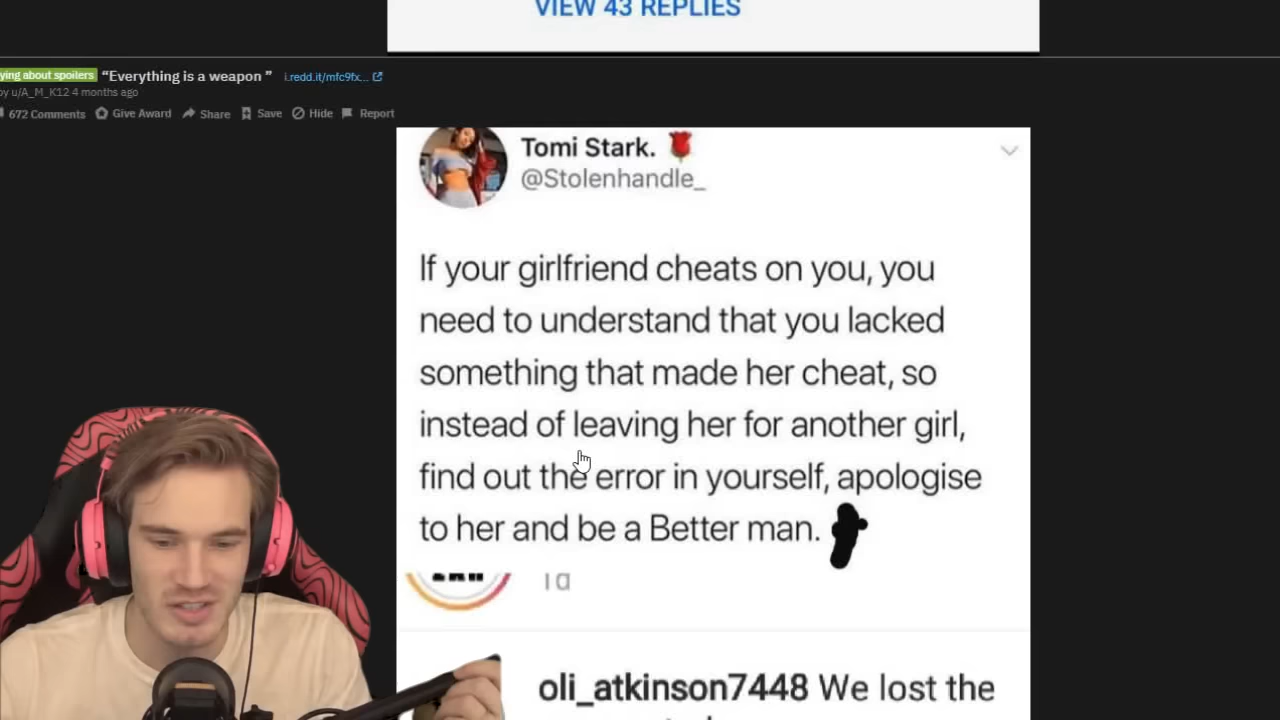 VIEW 43 REPLIES
ying about spoilers "Everything is a weapon " i.redd.it/mfc9fx...
by u/A_M_K12 4 months ago
672 Comments Give Award Share Save Hide Report
Tomi Stark.
@Stolenhandle_
If your girlfriend cheats on you, you
need to understand that you lacked
something that made her cheat, so
instead of leaving her for another girl,
find out the error in yourself, apologise
to her and be a Better man.
oli_atkinson7448 We lost the